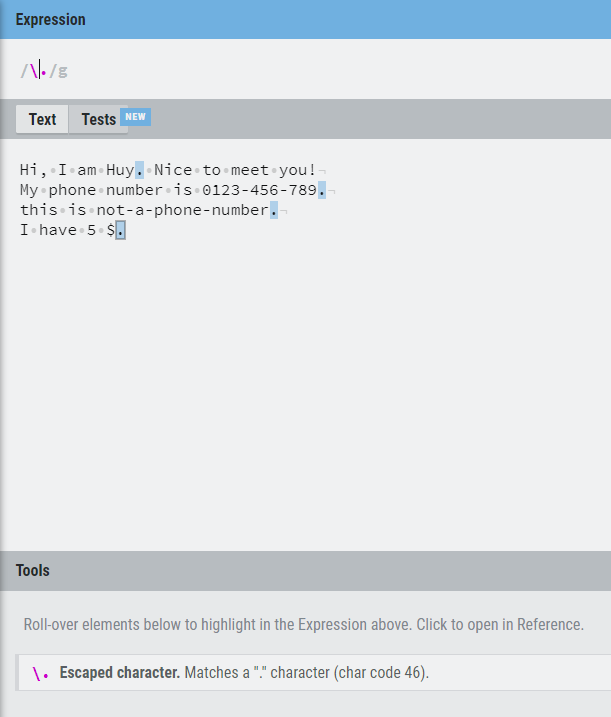 Expression
/\./g
Text Tests NEW
Hi, I am Huy. Nice to meet you!
My phone number is 0123-456-789.
this is not-a-phone-number.
I have 5 $.
Tools
Roll-over elements below to highlight in the Expression above. Click to open in Reference.
\. Escaped character. Matches a "." character (char code 46).